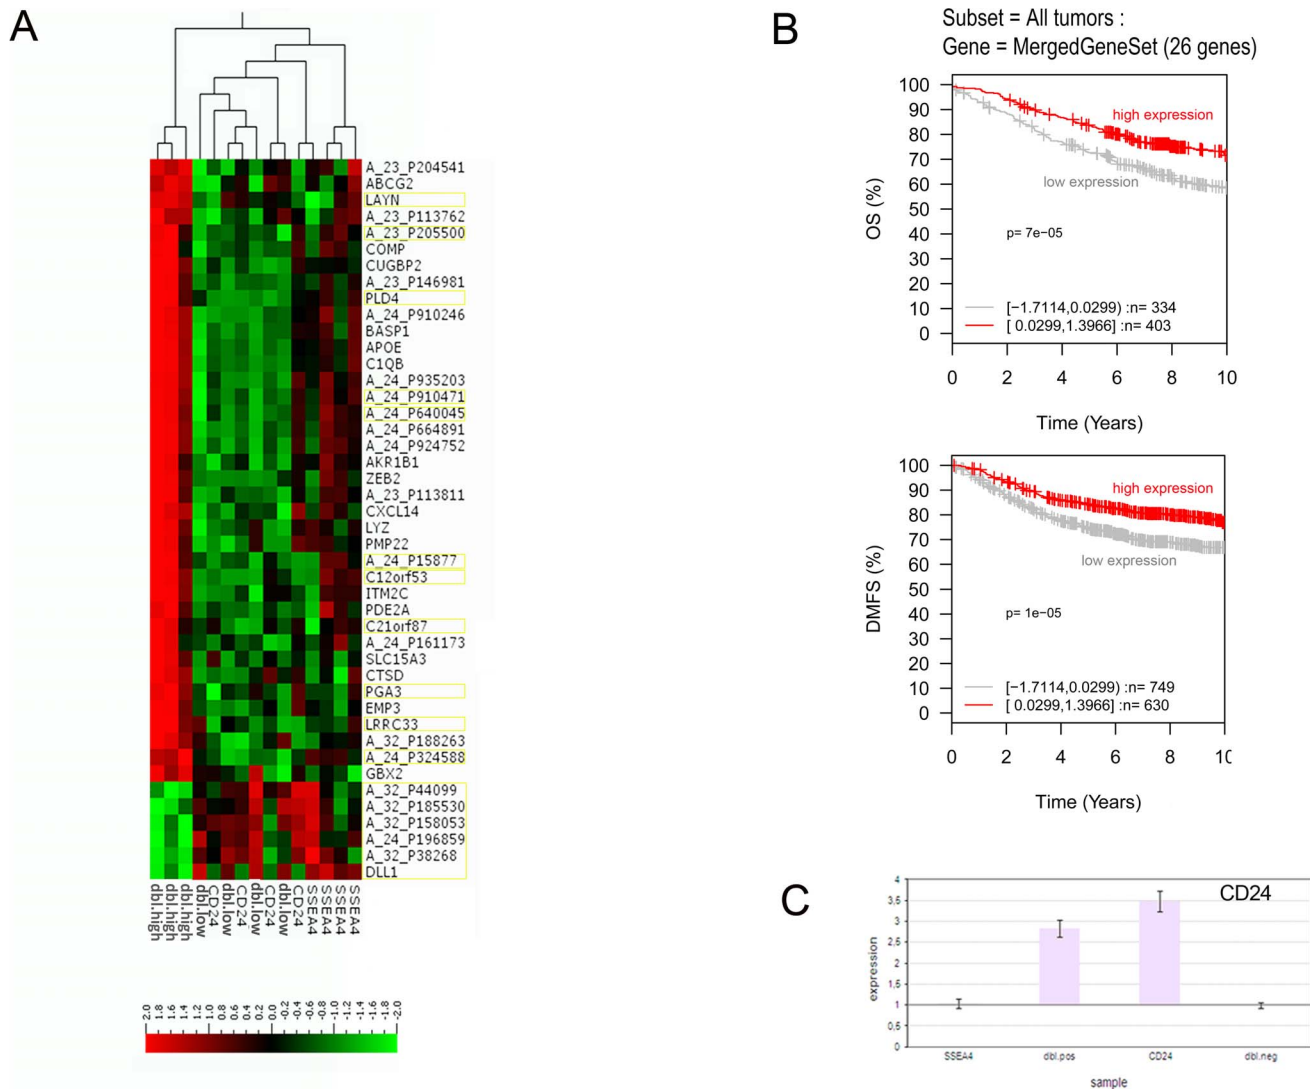 A
A_23_P204541
ABCG2
LAYN
A_23_P113762
A_23_P205500
COMP
CUGBP2
A_23_P146981
PLD4
A_24_P910246
BASP1
APOE
C1QB
A_24_P935203
A_24_P910471
A_24_P640045
A_24_P664891
A_24_P924752
AKR1B1
ZEB2
A_23_P113811
CXCL14
LYZ
PMP22
A_24_P15877
C12orf53
ITM2C
PDE2A
C21orf87
A_24_P161173
SLC15A3
CTSD
PGA3
EMP3
LRRC33
A_32_P188263
A_24_P324588
GBX2
A_32_P44099
A_32_P185530
A_32_P158053
A_24_P196859
A_32_P38268
DLL1
dbl.high
dbl.high
dbl.high
dbl.low
CD24
dbl.low
CD24
dbl.low
CD24
dbl.low
CD24
SSEA4
SSEA4
SSEA4
SSEA4
2.0 1.8 1.6 1.4 1.2 1.0 0.8 0.6 0.4 0.2 0.0 -0.2 -0.4 -0.6 -0.8 -1.0 -1.2 -1.4 -1.6 -1.8 -2.0
B
Subset = All tumors :
Gene = MergedGeneSet (26 genes)
OS (%)
100
90
80
70
60
50
40
30
20
10
0
high expression
low expression
p= 7e−05
[−1.7114,0.0299) :n= 334
[ 0.0299,1.3966] :n= 403
0 2 4 6 8 10
Time (Years)
DMFS (%)
100
90
80
70
60
50
40
30
20
10
0
high expression
low expression
p= 1e−05
[−1.7114,0.0299) :n= 749
[ 0.0299,1.3966] :n= 630
0 2 4 6 8 10
Time (Years)
C
CD24
expression
4
3,5
3
2,5
2
1,5
1
0,5
0
SSEA4 dbl.pos CD24 dbl.neg
sample